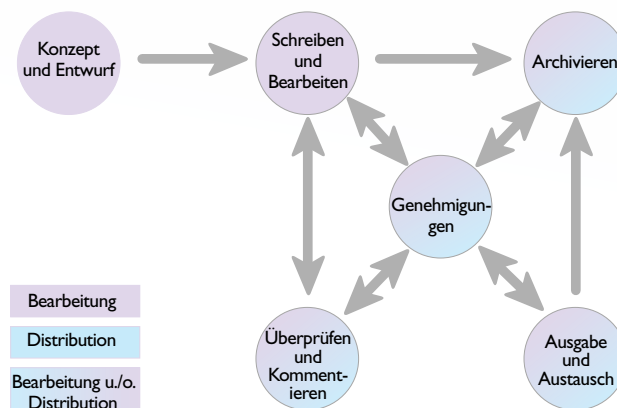 Konzept
und Entwurf
Schreiben
und
Bearbeiten
Archivieren
Genehmigun-
gen
Überprüfen
und
Komment-
ieren
Ausgabe
und
Austausch
Bearbeitung
Distribution
Bearbeitung u./o.
Distribution